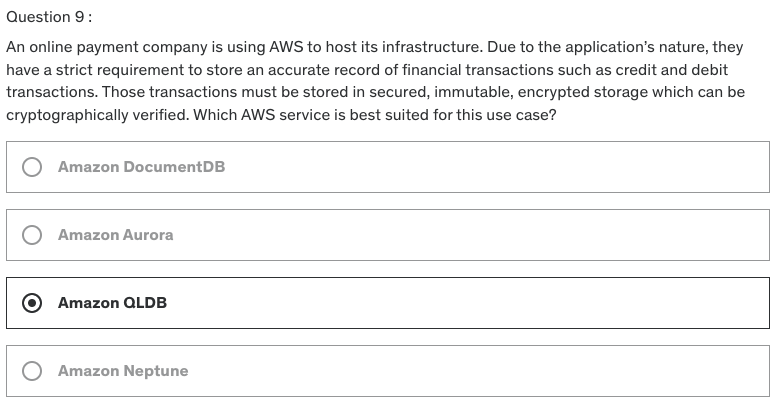 Question 9 :
An online payment company is using AWS to host its infrastructure. Due to the application’s nature, they
have a strict requirement to store an accurate record of financial transactions such as credit and debit
transactions. Those transactions must be stored in secured, immutable, encrypted storage which can be
cryptographically verified. Which AWS service is best suited for this use case?
Amazon DocumentDB
Amazon Aurora
Amazon QLDB
Amazon Neptune